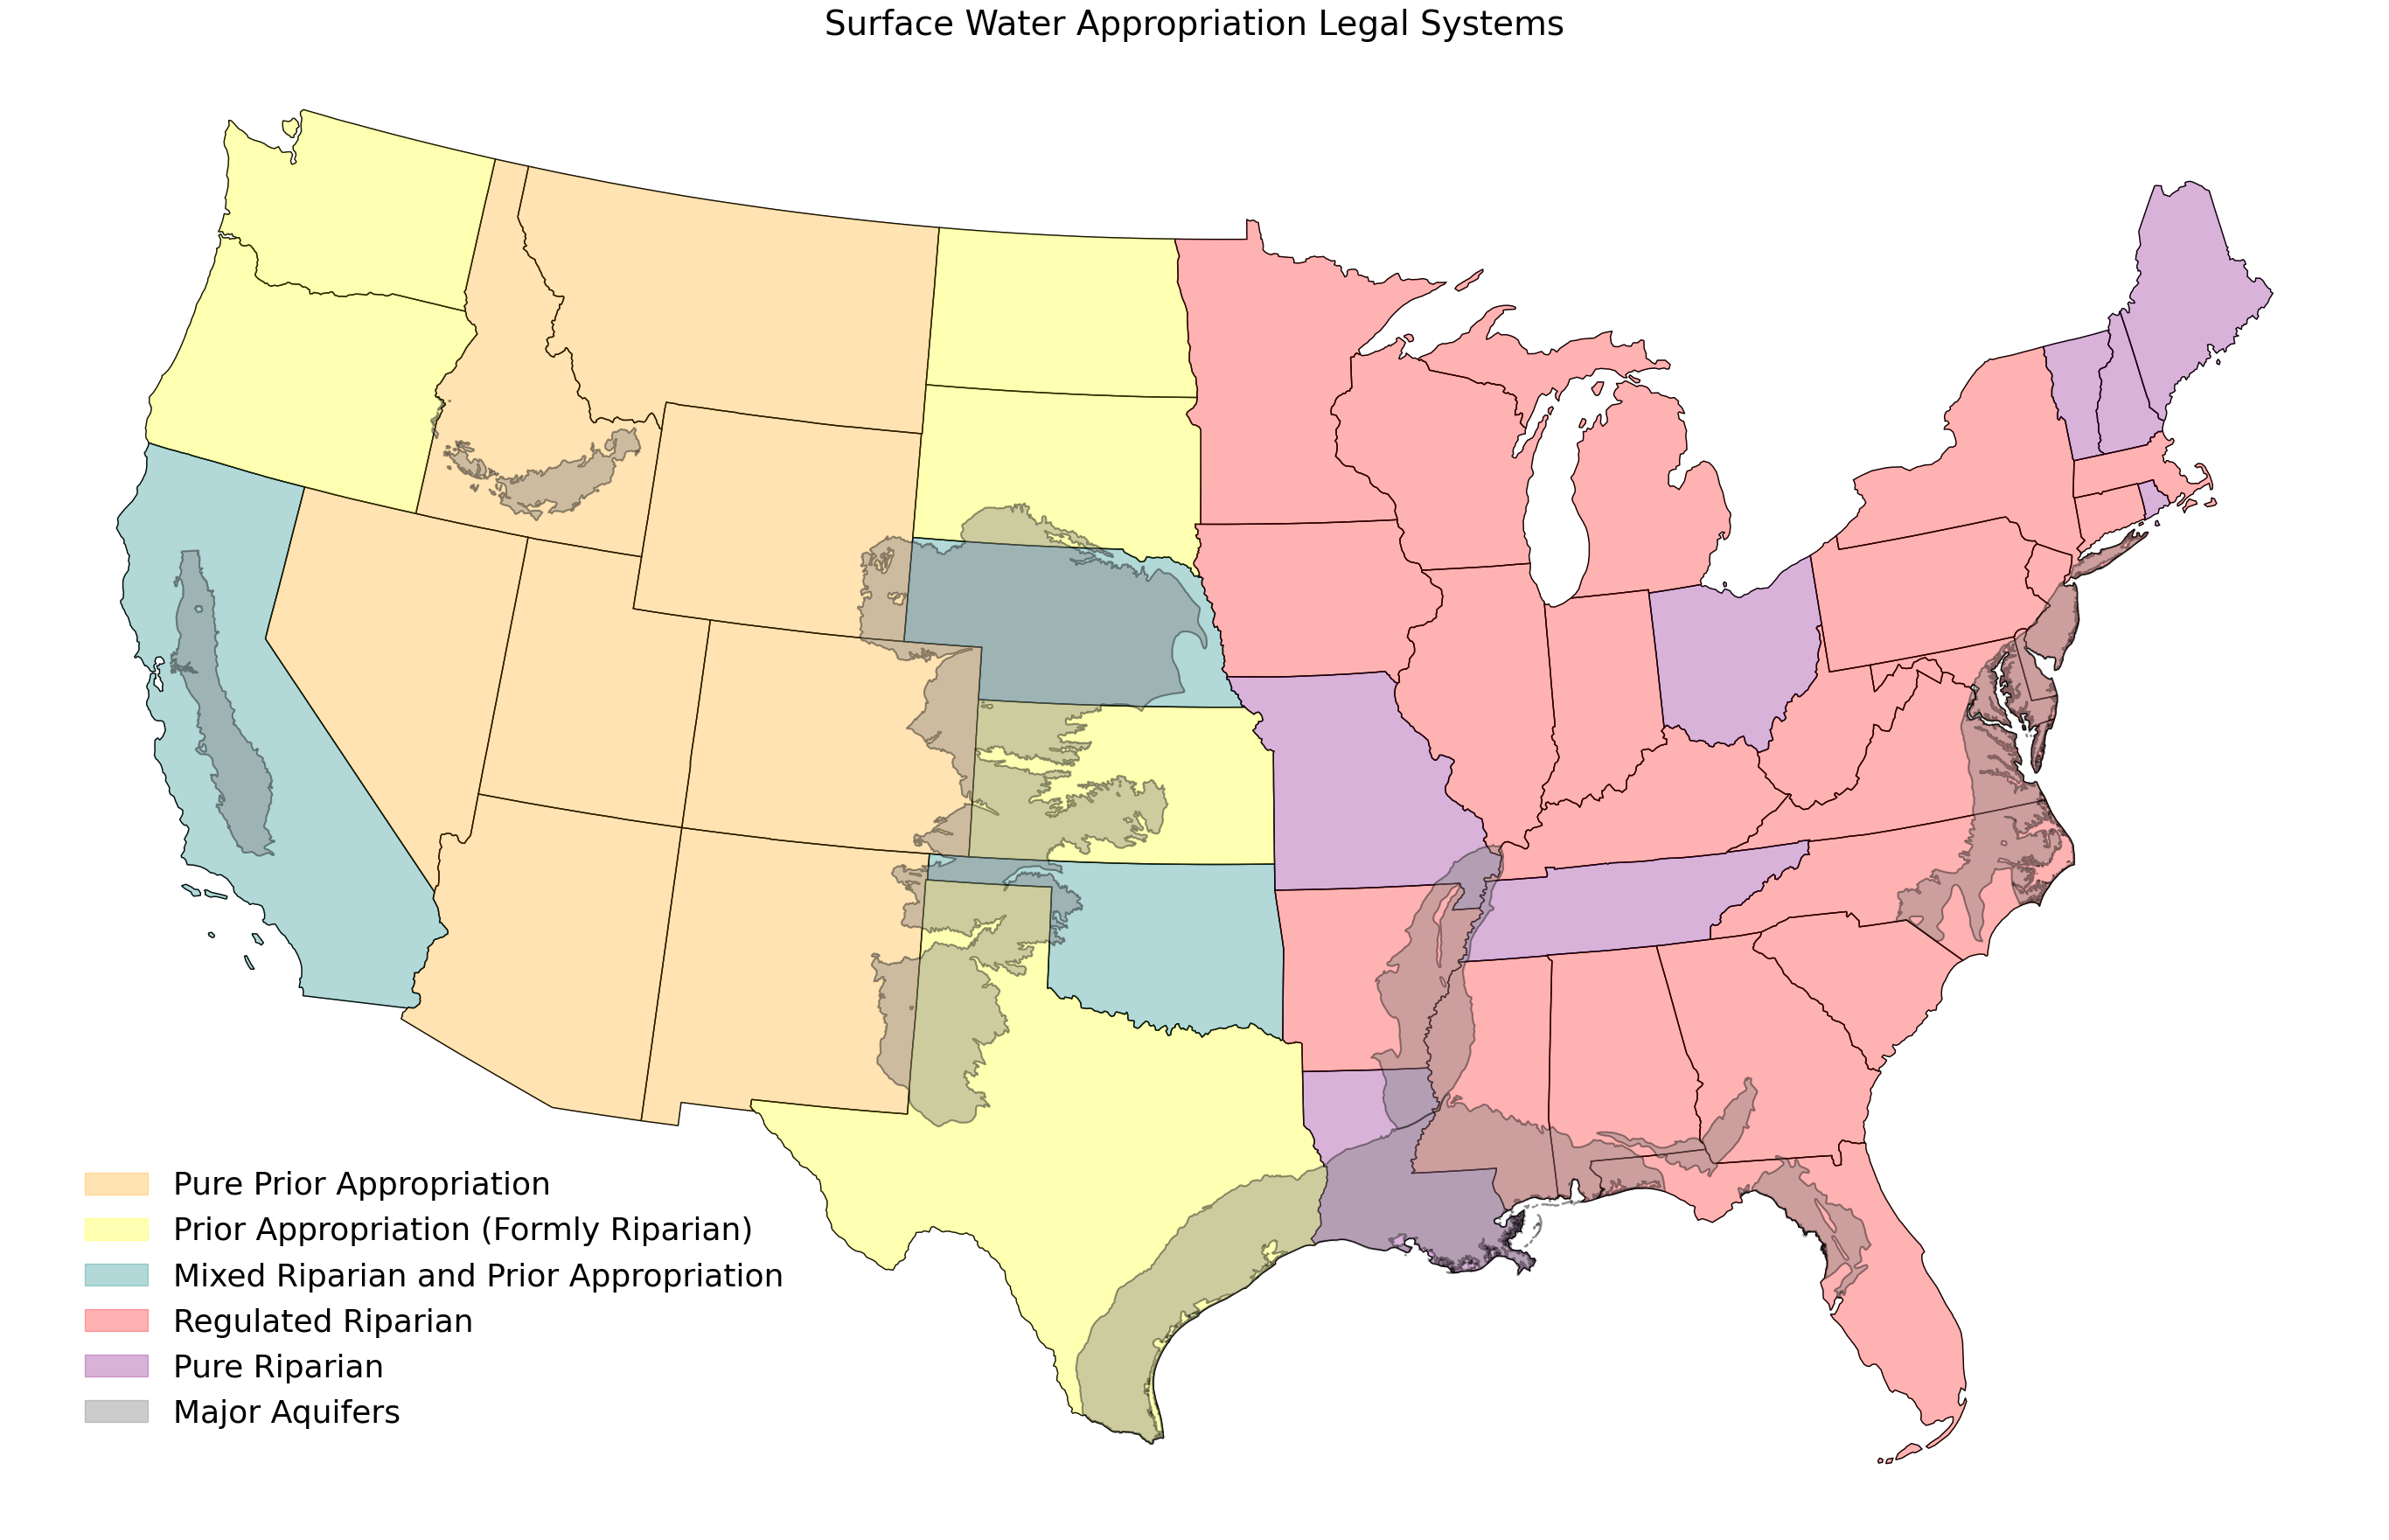 Surface Water Appropriation Legal Systems
Pure Prior Appropriation
Prior Appropriation (Formly Riparian)
Mixed Riparian and Prior Appropriation
Regulated Riparian
Pure Riparian
Major Aquifers